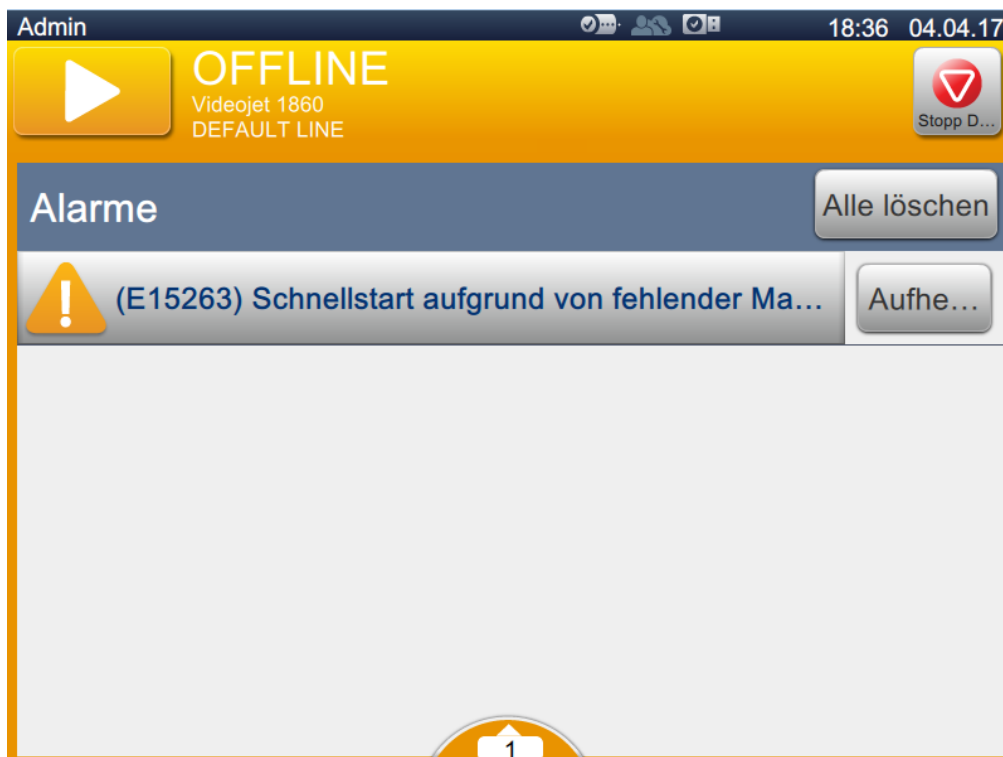 Admin 18:36 04.04.17
OFFLINE
Videojet 1860
DEFAULT LINE
Stopp D...
Alarme
Alle löschen
(E15263) Schnellstart aufgrund von fehlender Ma...
Aufhe...
1